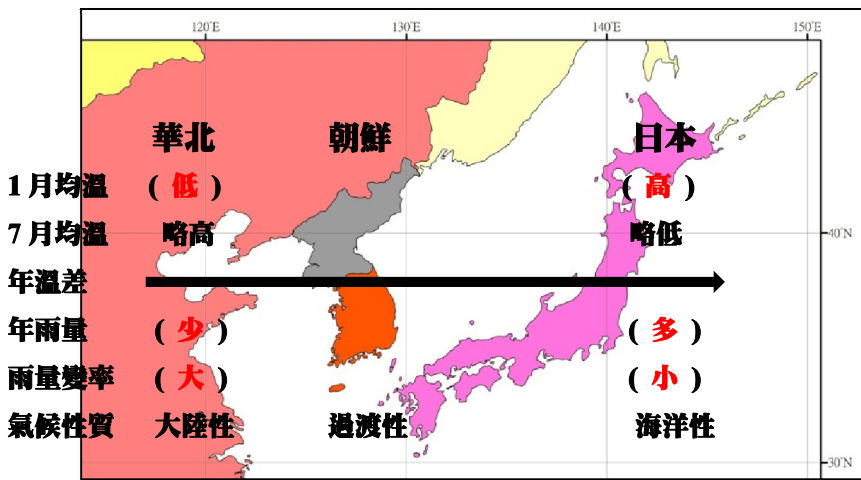 120°E 130°E 140°E 150°E
華北 朝鮮 日本
1月均溫 ( 低 ) ( 高 )
7月均溫 略高 略低
40°N
年溫差
年雨量 ( 少 ) ( 多 )
雨量變率 ( 大 ) ( 小 )
氣候性質 大陸性 過渡性 海洋性
30°N